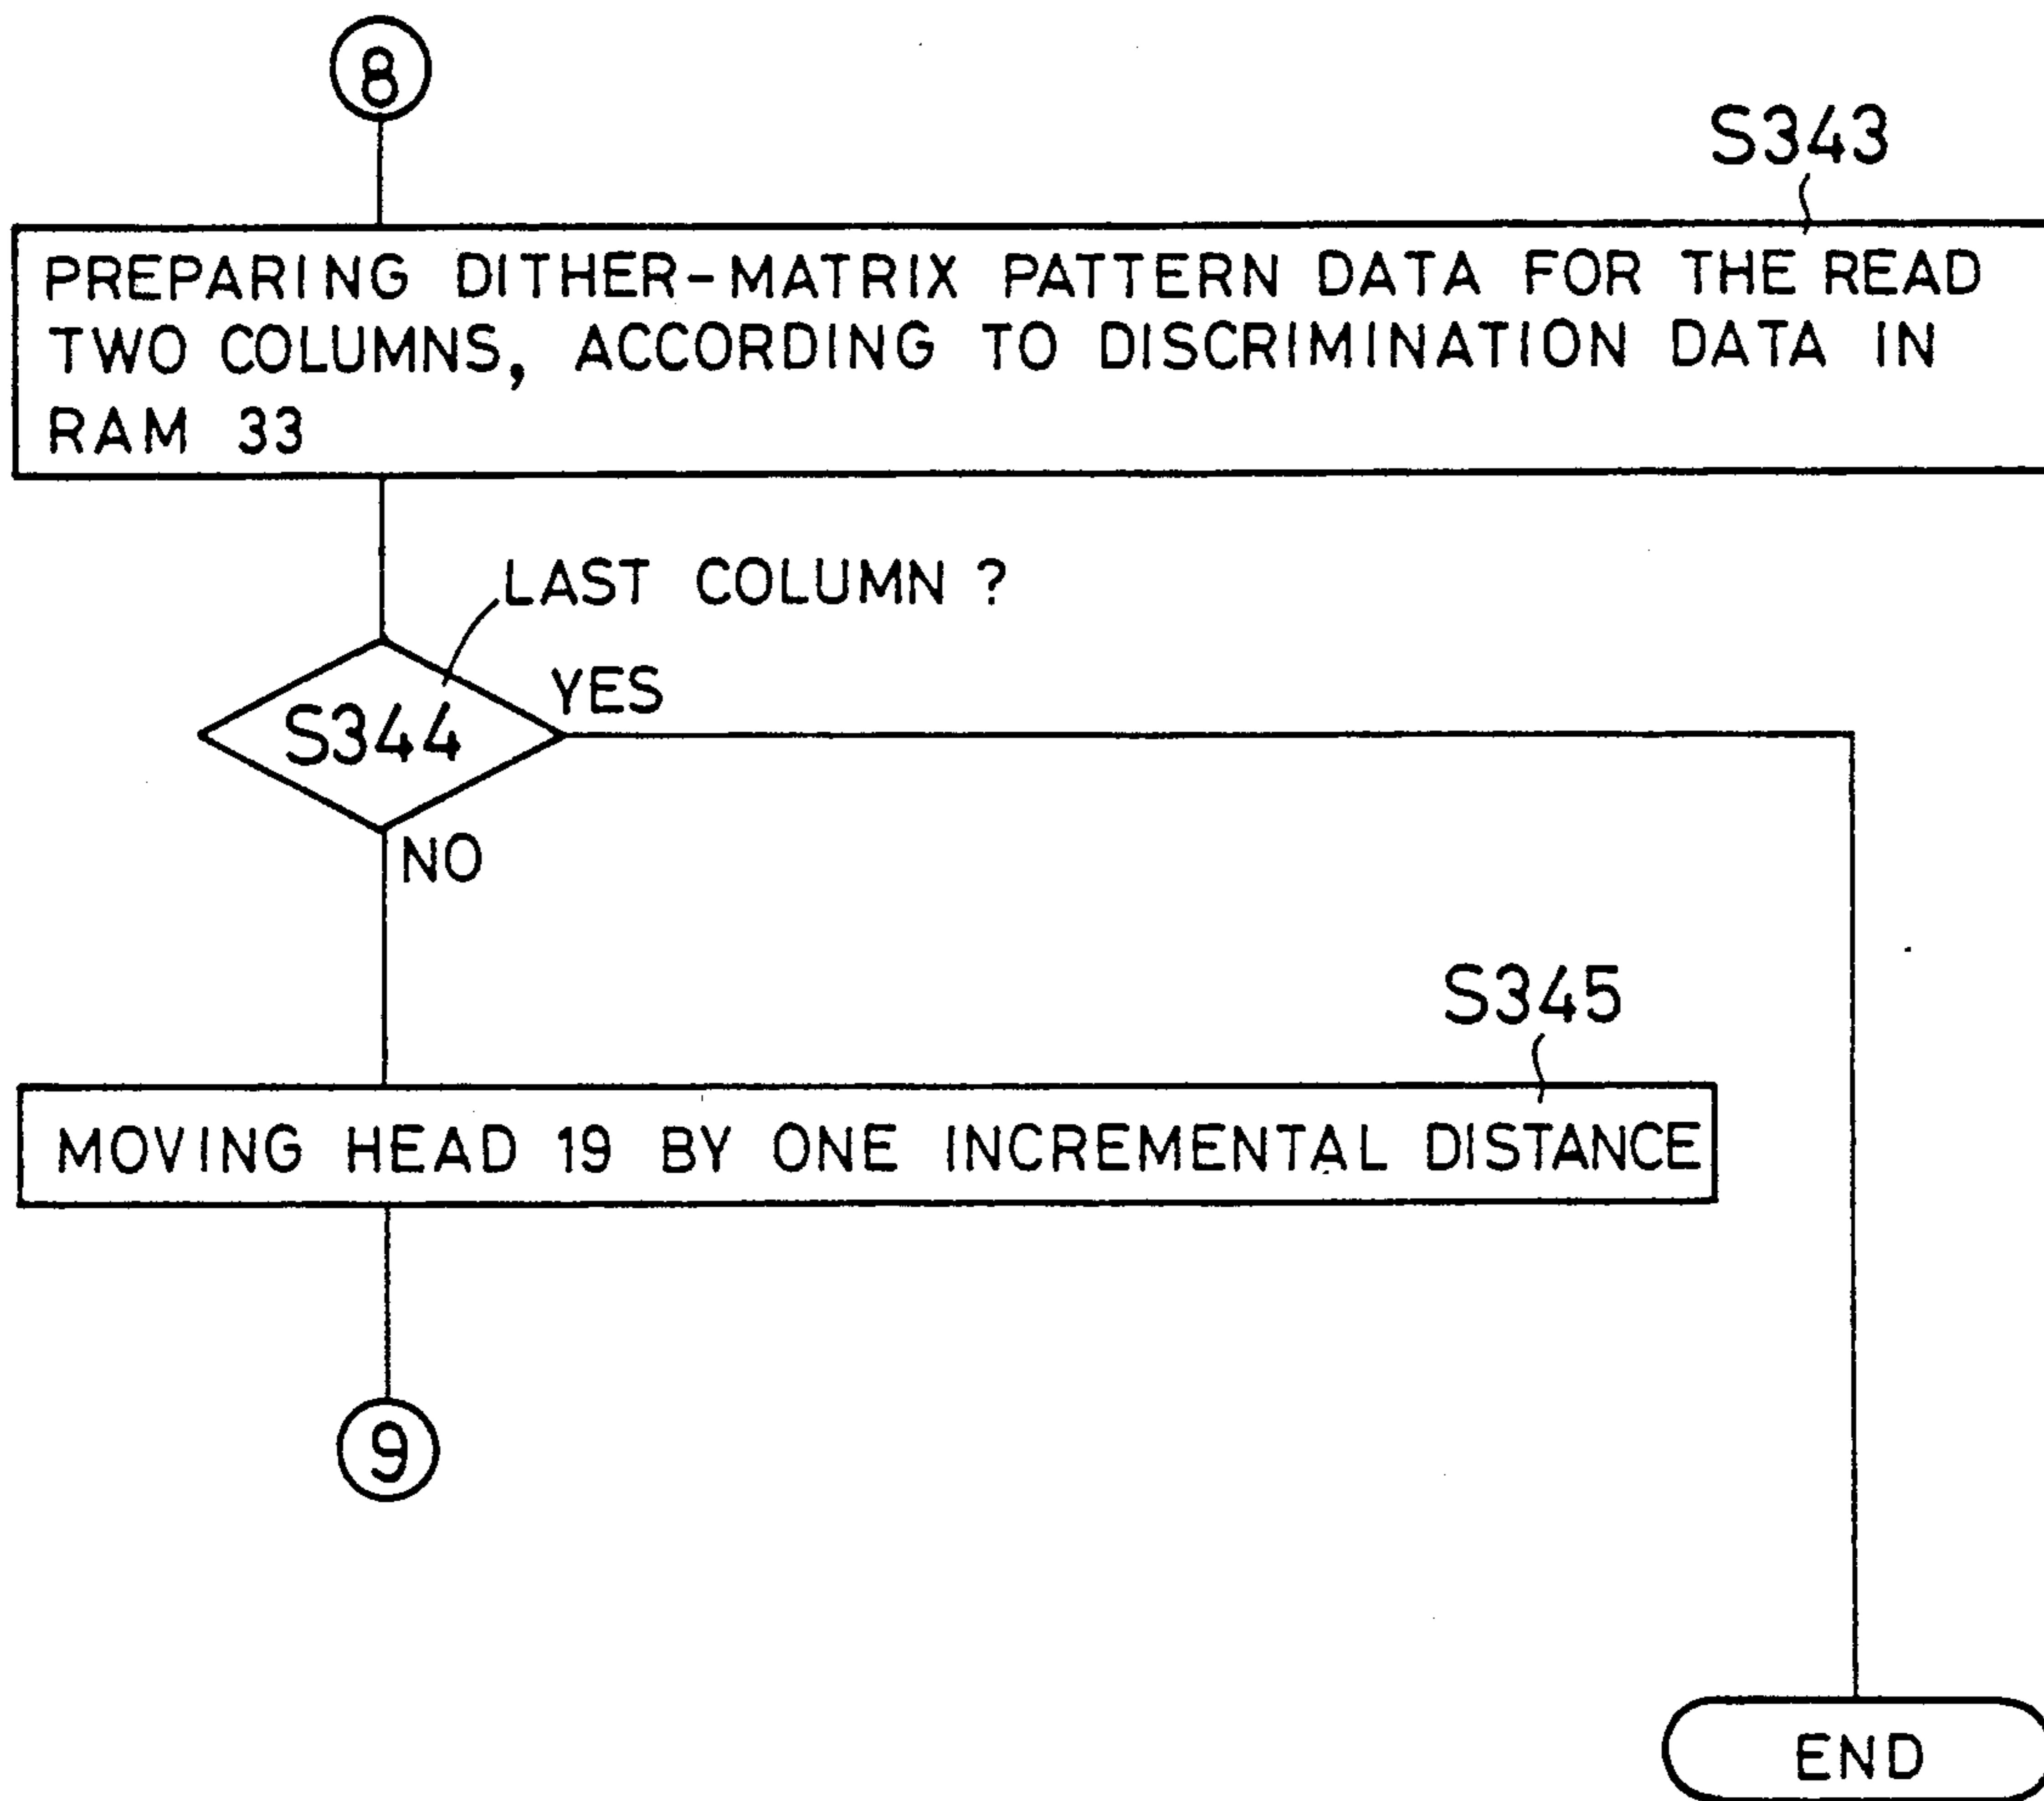 8
S343
PREPARING DITHER-MATRIX PATTERN DATA FOR THE READ
TWO COLUMNS, ACCORDING TO DISCRIMINATION DATA IN
RAM 33
LAST COLUMN ?
YES
S344
NO
S345
MOVING HEAD 19 BY ONE INCREMENTAL DISTANCE
9
END